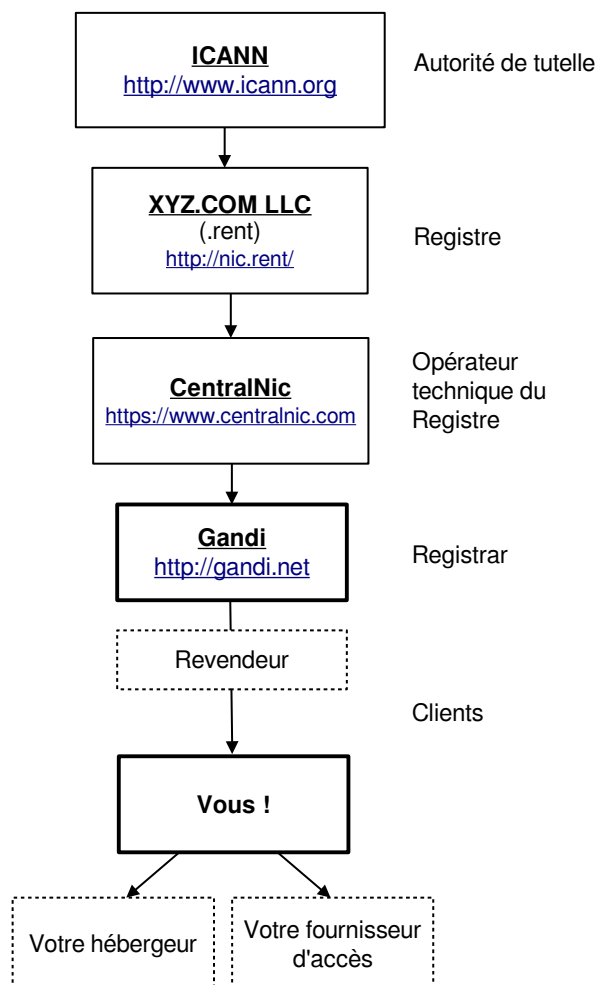 ICANN
http://www.icann.org
Autorité de tutelle
XYZ.COM LLC
(.rent)
http://nic.rent/
Registre
CentralNic
https://www.centralnic.com
Opérateur
technique du
Registre
Gandi
http://gandi.net
Registrar
Revendeur
Clients
Vous !
Votre hébergeur
Votre fournisseur
d'accès